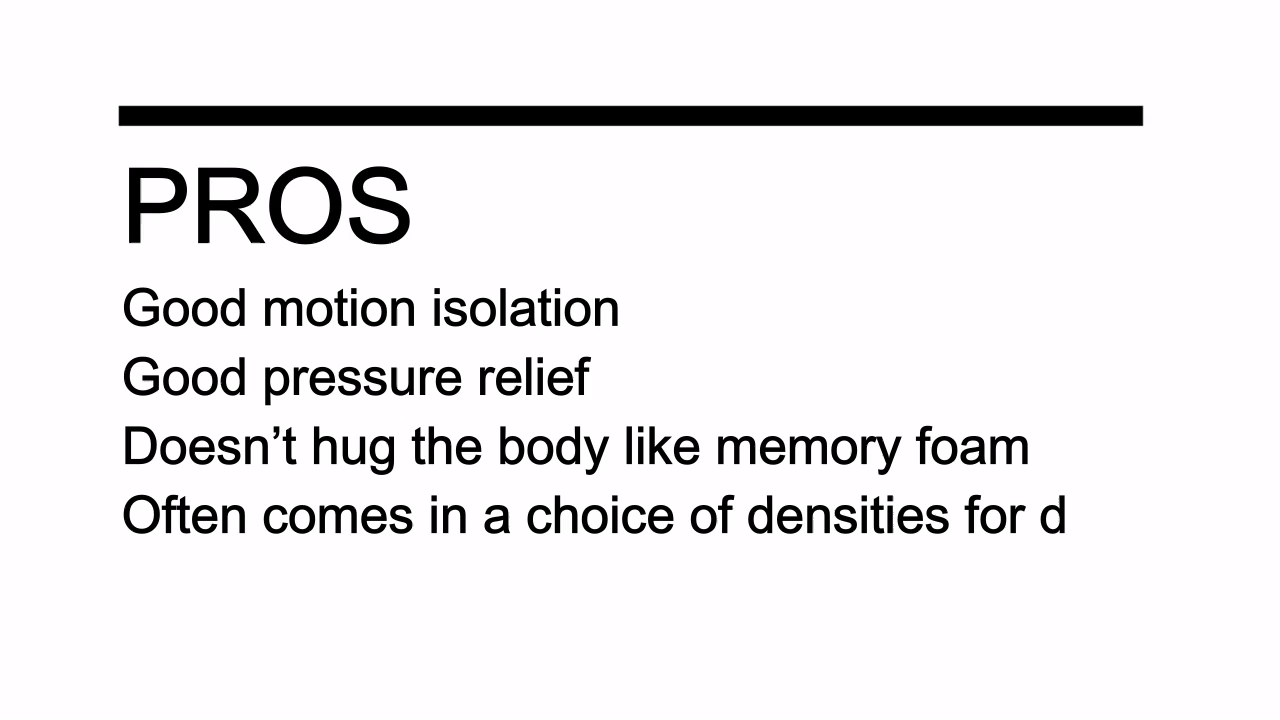 PROS
Good motion isolation
Good pressure relief
Doesn’t hug the body like memory foam
Often comes in a choice of densities for d